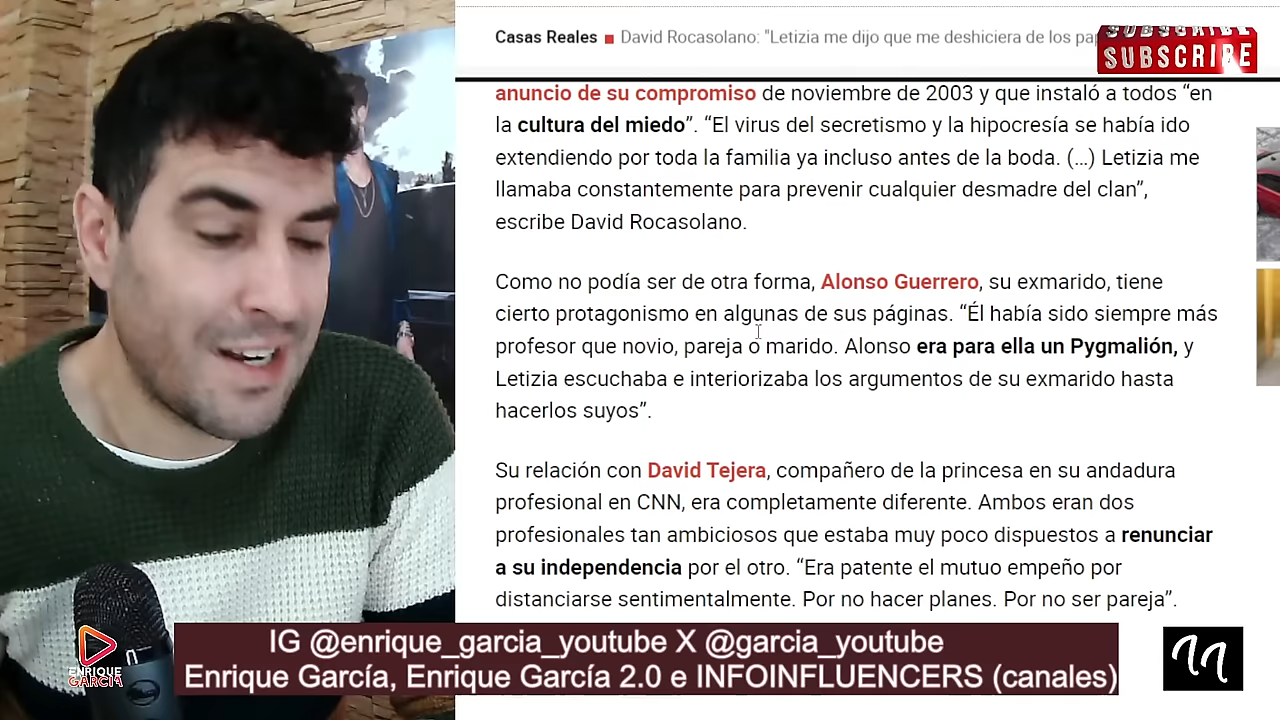 Casas Reales ■ David Rocasolano: "Letizia me dijo que me deshiciera de los pap
SUBSCRIBE
SUBSCRIBE
anuncio de su compromiso de noviembre de 2003 y que instaló a todos “en
la cultura del miedo”. “El virus del secretismo y la hipocresía se había ido
extendiendo por toda la familia ya incluso antes de la boda. (…) Letizia me
llamaba constantemente para prevenir cualquier desmadre del clan”,
escribe David Rocasolano.
Como no podía ser de otra forma, Alonso Guerrero, su exmarido, tiene
cierto protagonismo en algunas de sus páginas. “Él había sido siempre más
profesor que novio, pareja o marido. Alonso era para ella un Pygmalión, y
Letizia escuchaba e interiorizaba los argumentos de su exmarido hasta
hacerlos suyos”.
Su relación con David Tejera, compañero de la princesa en su andadura
profesional en CNN, era completamente diferente. Ambos eran dos
profesionales tan ambiciosos que estaba muy poco dispuestos a renunciar
a su independencia por el otro. “Era patente el mutuo empeño por
distanciarse sentimentalmente. Por no hacer planes. Por no ser pareja”.
IG @enrique_garcia_youtube X @garcia_youtube
Enrique García, Enrique García 2.0 e INFOINFLUENCERS (canales)
ENRIQUE
GARCÍA